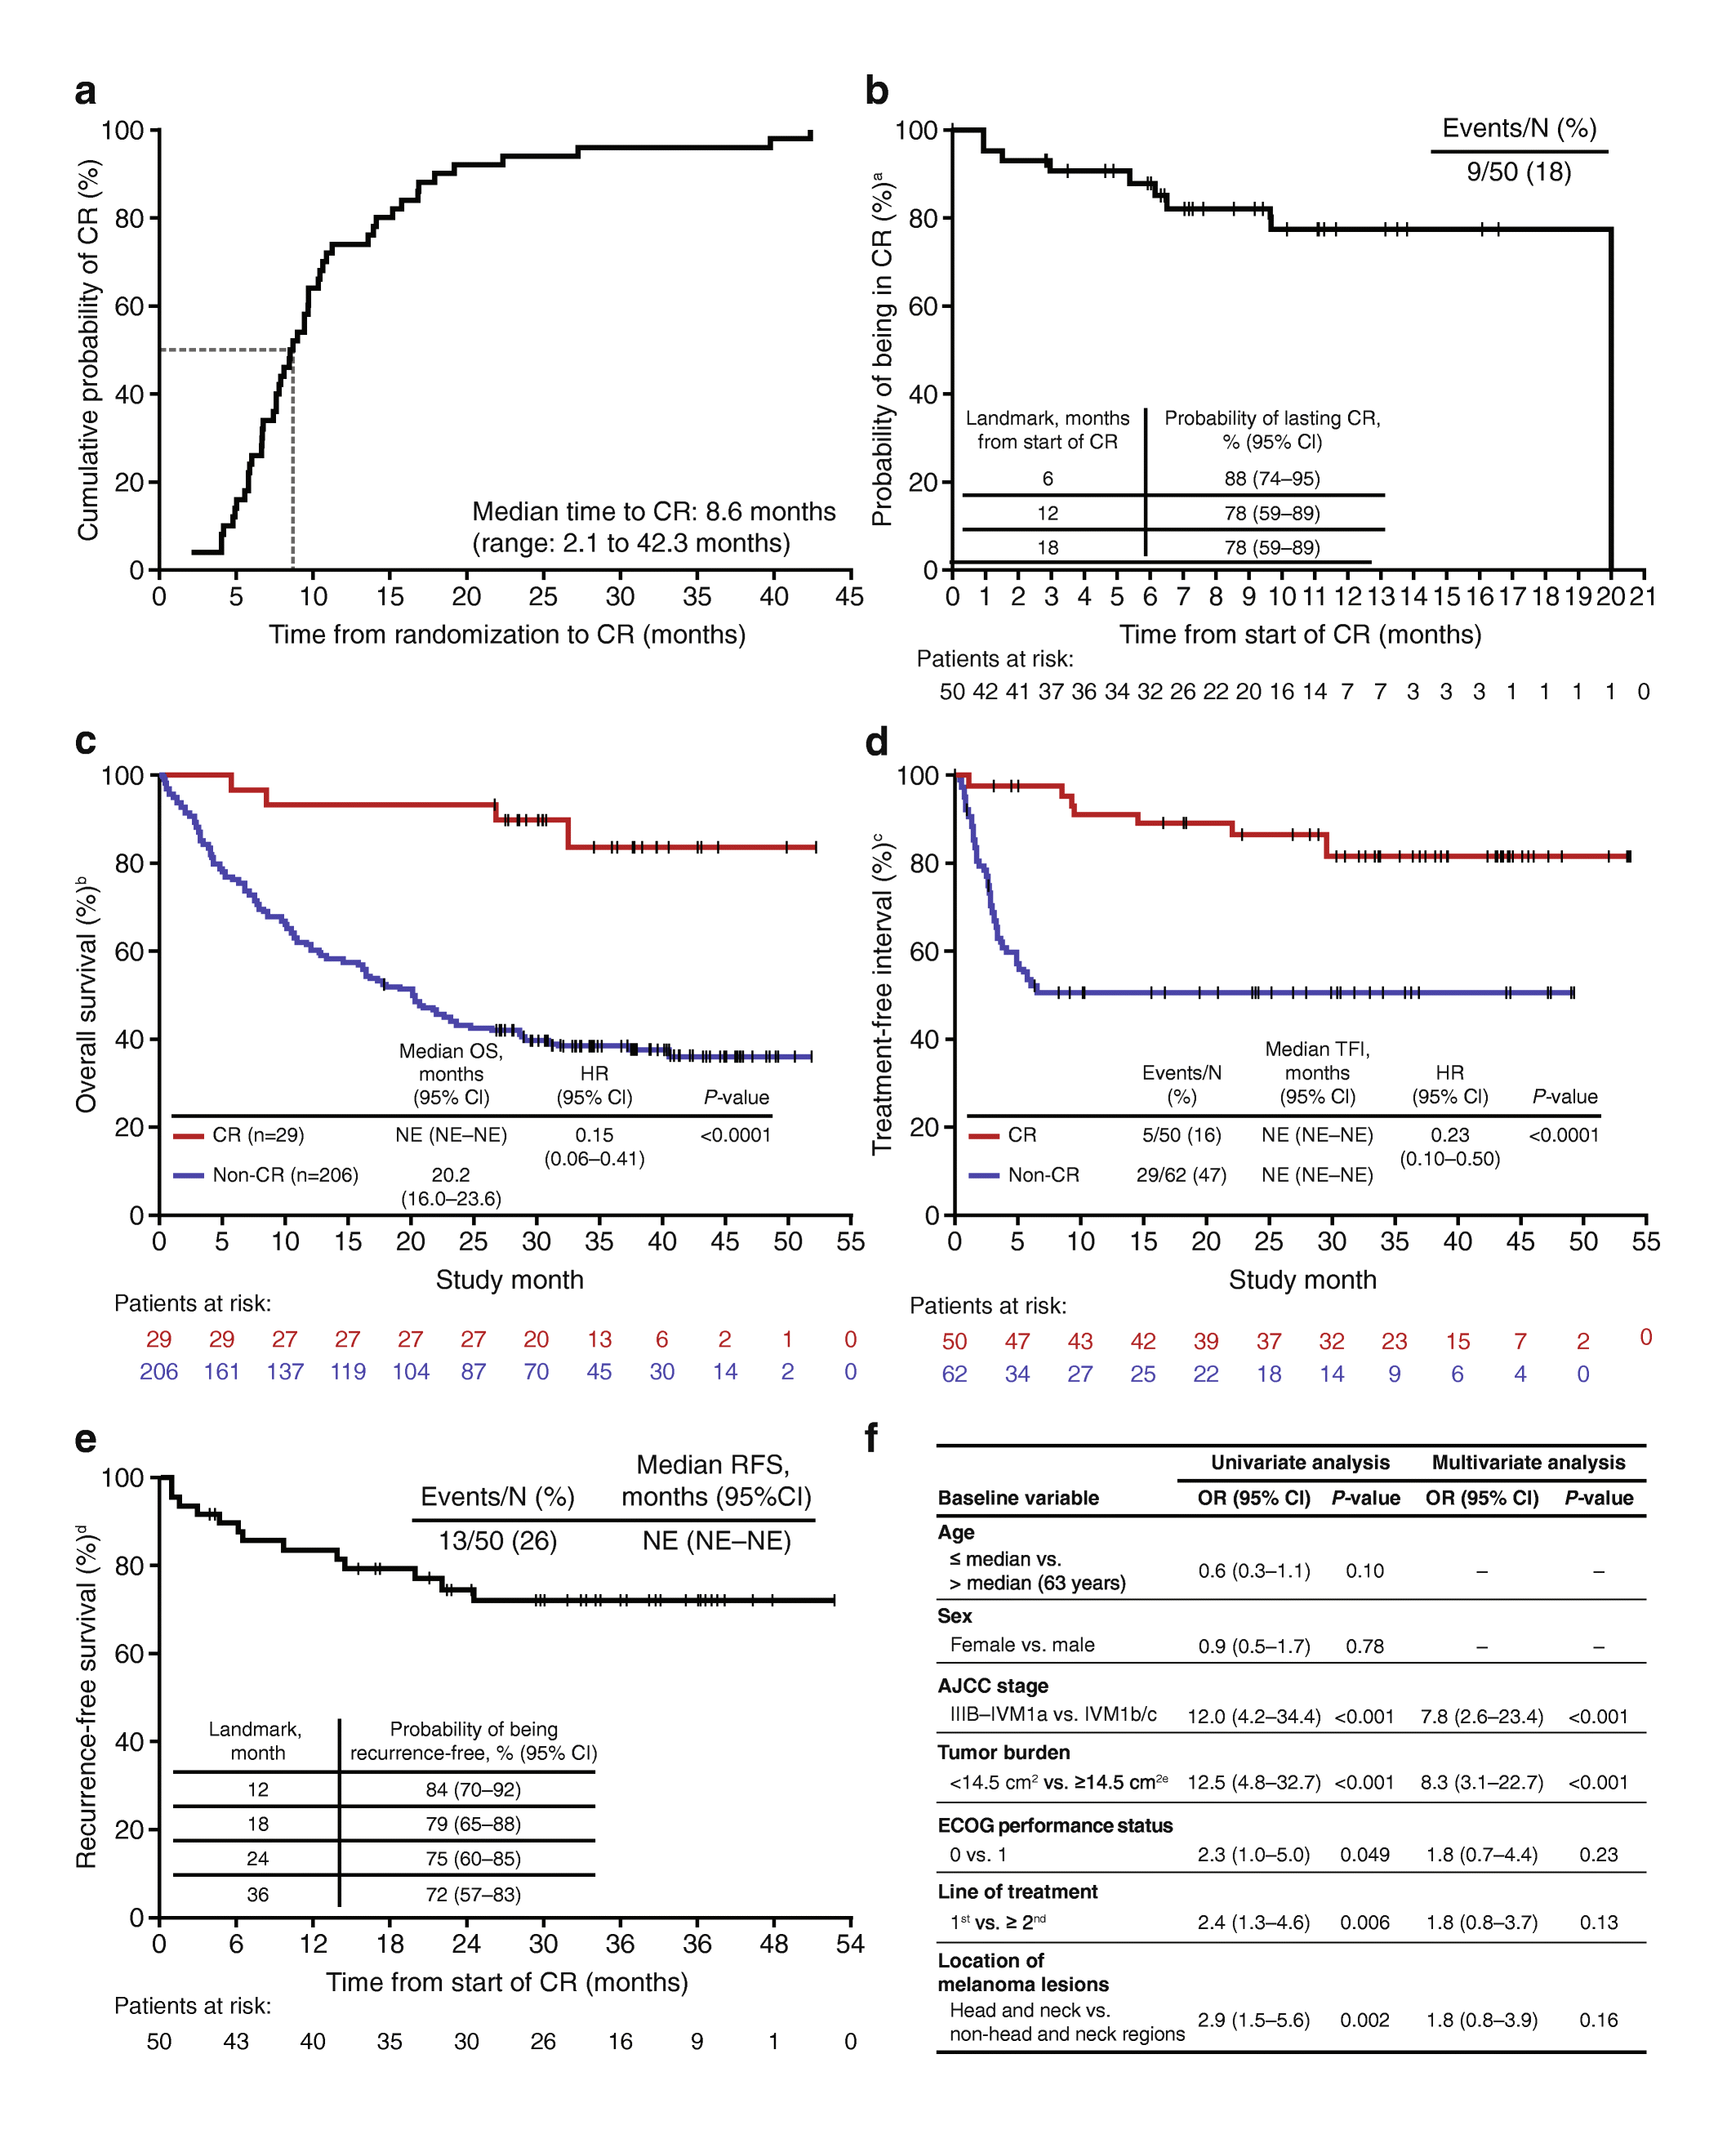 a
Cumulative probability of CR (%)
100
80
60
40
20
0
Median time to CR: 8.6 months
(range: 2.1 to 42.3 months)
0 5 10 15 20 25 30 35 40 45
Time from randomization to CR (months)
b
Probability of being in CR (%)a
100
80
60
40
20
0
Events/N (%)
9/50 (18)
Landmark, months from start of CR | Probability of lasting CR, % (95% CI)
6 88 (74–95)
12 78 (59–89)
18 78 (59–89)
0 1 2 3 4 5 6 7 8 9 10 11 12 13 14 15 16 17 18 19 20 21
Time from start of CR (months)
Patients at risk:
50 42 41 37 36 34 32 26 22 20 16 14 7 7 3 3 3 1 1 1 1 0
c
Overall survival (%)b
100
80
60
40
20
0
Median OS, months (95% CI) HR (95% CI) P-value
CR (n=29) NE (NE–NE) 0.15 (0.06–0.41) <0.0001
Non-CR (n=206) 20.2 (16.0–23.6)
0 5 10 15 20 25 30 35 40 45 50 55
Study month
Patients at risk:
29 29 27 27 27 27 20 13 6 2 1 0
206 161 137 119 104 87 70 45 30 14 2 0
d
Treatment-free interval (%)c
100
80
60
40
20
0
Events/N (%) Median TFI, months (95% CI) HR (95% CI) P-value
CR 5/50 (16) NE (NE–NE) 0.23 (0.10–0.50) <0.0001
Non-CR 29/62 (47) NE (NE–NE)
0 5 10 15 20 25 30 35 40 45 50 55
Study month
Patients at risk:
50 47 43 42 39 37 32 23 15 7 2 0
62 34 27 25 22 18 14 9 6 4 0
e
Recurrence-free survival (%)d
100
80
60
40
20
0
Events/N (%) Median RFS, months (95%CI)
13/50 (26) NE (NE–NE)
Landmark, month | Probability of being recurrence-free, % (95% CI)
12 84 (70–92)
18 79 (65–88)
24 75 (60–85)
36 72 (57–83)
0 6 12 18 24 30 36 36 48 54
Time from start of CR (months)
Patients at risk:
50 43 40 35 30 26 16 9 1 0
f
Univariate analysis Multivariate analysis
Baseline variable OR (95% CI) P-value OR (95% CI) P-value
Age
≤ median vs.
> median (63 years) 0.6 (0.3–1.1) 0.10 – –
Sex
Female vs. male 0.9 (0.5–1.7) 0.78 – –
AJCC stage
IIIB–IVM1a vs. IVM1b/c 12.0 (4.2–34.4) <0.001 7.8 (2.6–23.4) <0.001
Tumor burden
<14.5 cm2 vs. ≥14.5 cm2e 12.5 (4.8–32.7) <0.001 8.3 (3.1–22.7) <0.001
ECOG performance status
0 vs. 1 2.3 (1.0–5.0) 0.049 1.8 (0.7–4.4) 0.23
Line of treatment
1st vs. ≥ 2nd 2.4 (1.3–4.6) 0.006 1.8 (0.8–3.7) 0.13
Location of
melanoma lesions
Head and neck vs.
non-head and neck regions 2.9 (1.5–5.6) 0.002 1.8 (0.8–3.9) 0.16